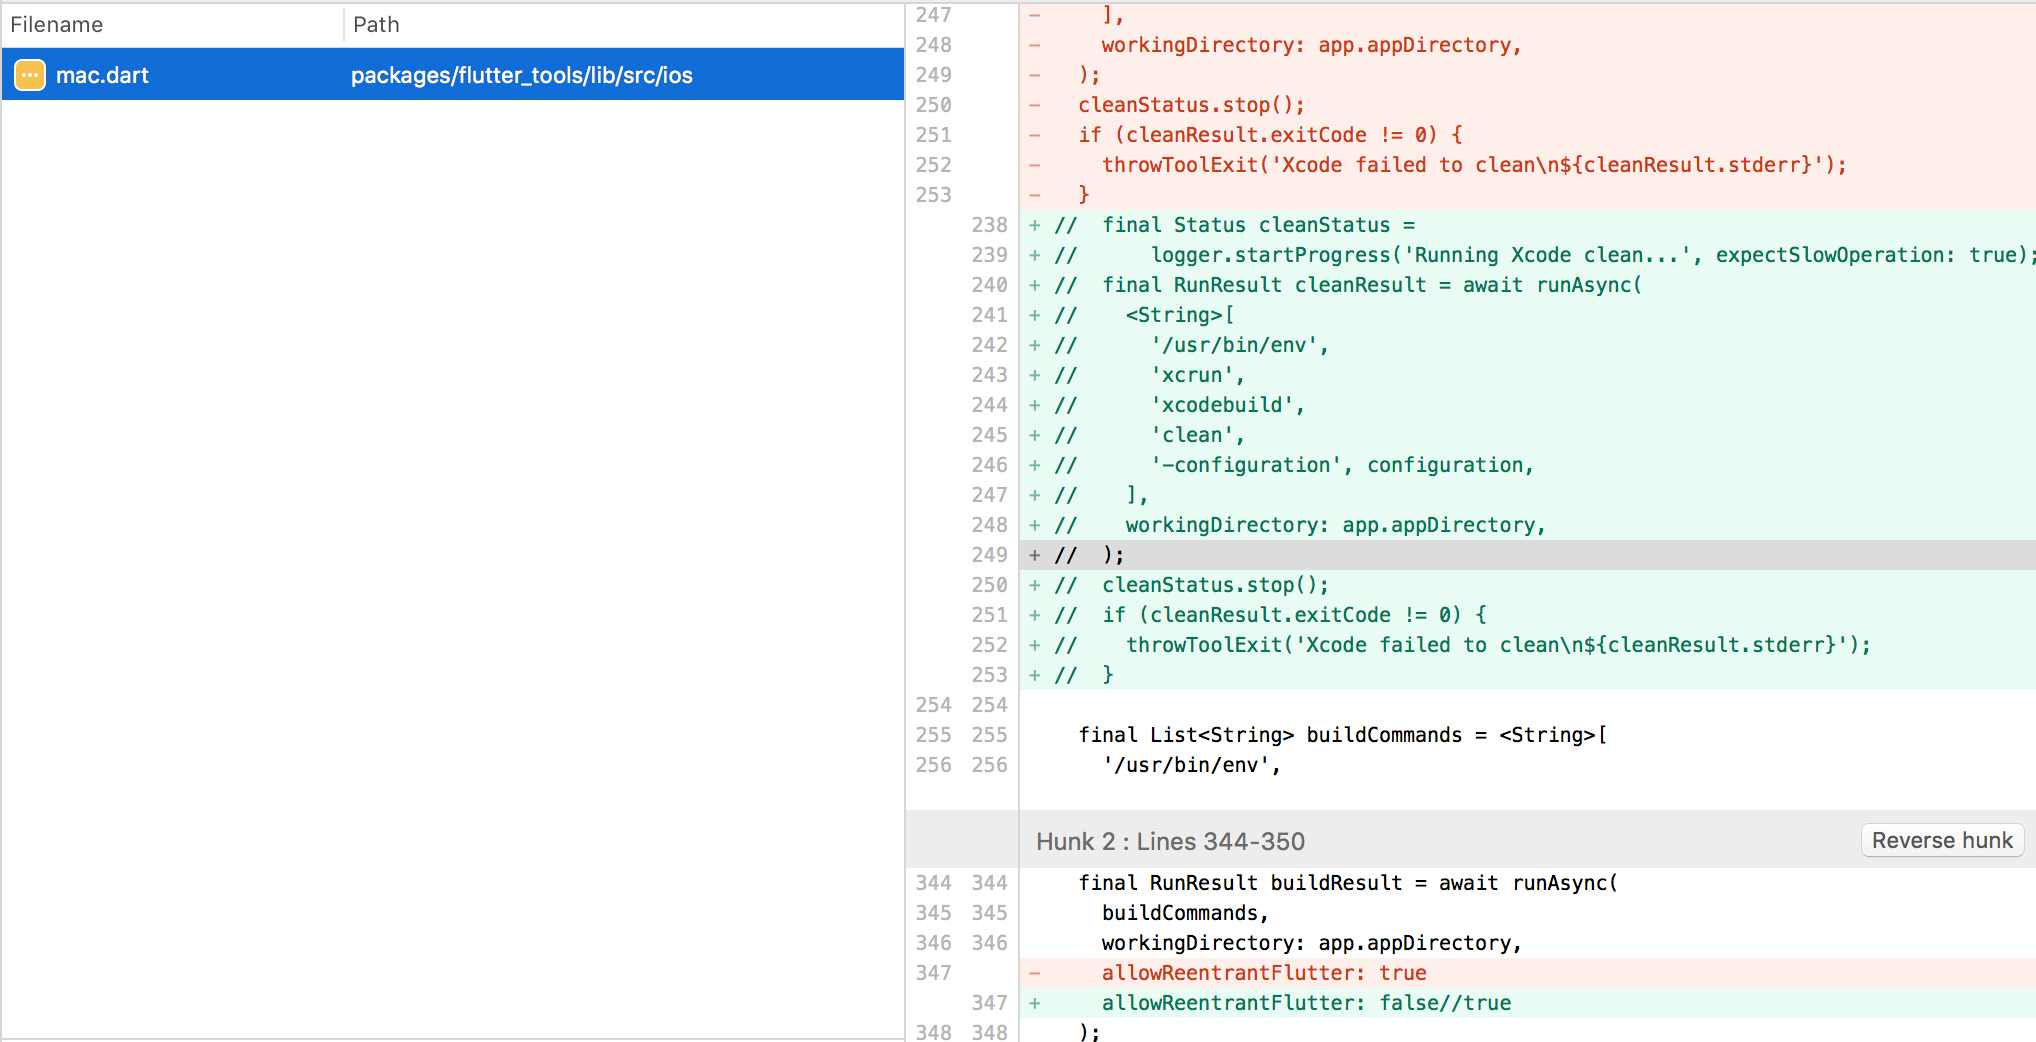 Filename Path
mac.dart packages/flutter_tools/lib/src/ios
247 - ],
248 - workingDirectory: app.appDirectory,
249 - );
250 - cleanStatus.stop();
251 - if (cleanResult.exitCode != 0) {
252 - throwToolExit('Xcode failed to clean\n${cleanResult.stderr}');
253 - }
238 + // final Status cleanStatus =
239 + // logger.startProgress('Running Xcode clean...', expectSlowOperation: true);
240 + // final RunResult cleanResult = await runAsync(
241 + // <String>[
242 + // '/usr/bin/env',
243 + // 'xcrun',
244 + // 'xcodebuild',
245 + // 'clean',
246 + // '-configuration', configuration,
247 + // ],
248 + // workingDirectory: app.appDirectory,
249 + // );
250 + // cleanStatus.stop();
251 + // if (cleanResult.exitCode != 0) {
252 + // throwToolExit('Xcode failed to clean\n${cleanResult.stderr}');
253 + // }
254 254
255 255 final List<String> buildCommands = <String>[
256 256 '/usr/bin/env',
Hunk 2 : Lines 344-350 Reverse hunk
344 344 final RunResult buildResult = await runAsync(
345 345 buildCommands,
346 346 workingDirectory: app.appDirectory,
347 - allowReentrantFlutter: true
347 + allowReentrantFlutter: false//true
348 348 );